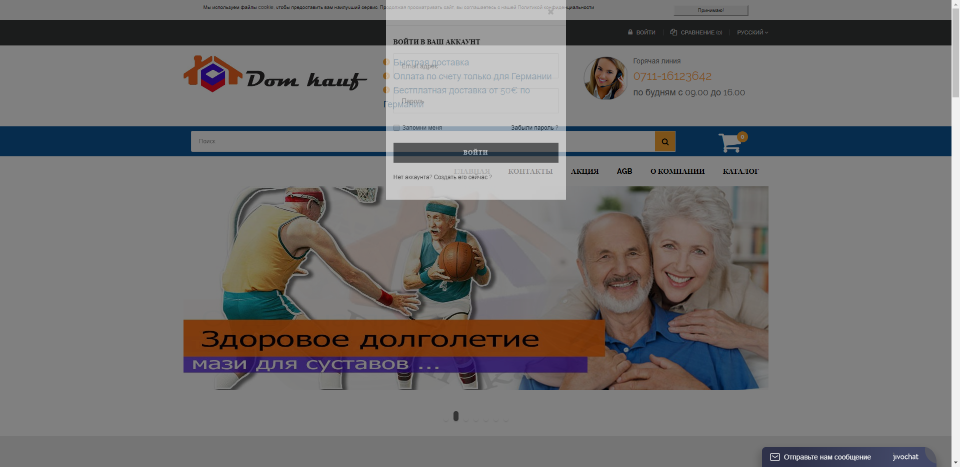 Мы используем файлы cookie, чтобы предоставить вам наилучший сервис. Продолжая просматривать сайт, вы соглашаетесь с нашей Политикой конфиденциальности
Принимаю!
ВОЙТИ
СРАВНЕНИЕ (0)
РУССКИЙ
ВОЙТИ В ВАШ АККАУНТ
Dom kauf
Быстрая доставка
Оплата по счету только для Германии
Бестплатная доставка от 50€ по
Германии
Пароль
Запомни меня
Забыли пароль ?
ВОЙТИ
Нет аккаунта? Создать его сейчас ?
Горячая линия
0711-16123642
по будням с 09.00 до 16.00
Поиск
0
ГЛАВНАЯ
КОНТАКТЫ
АКЦИЯ
AGB
О КОМПАНИИ
КАТАЛОГ
Здоровое долголетие
мази для суставов ...
Отправьте нам сообщение
jivochat